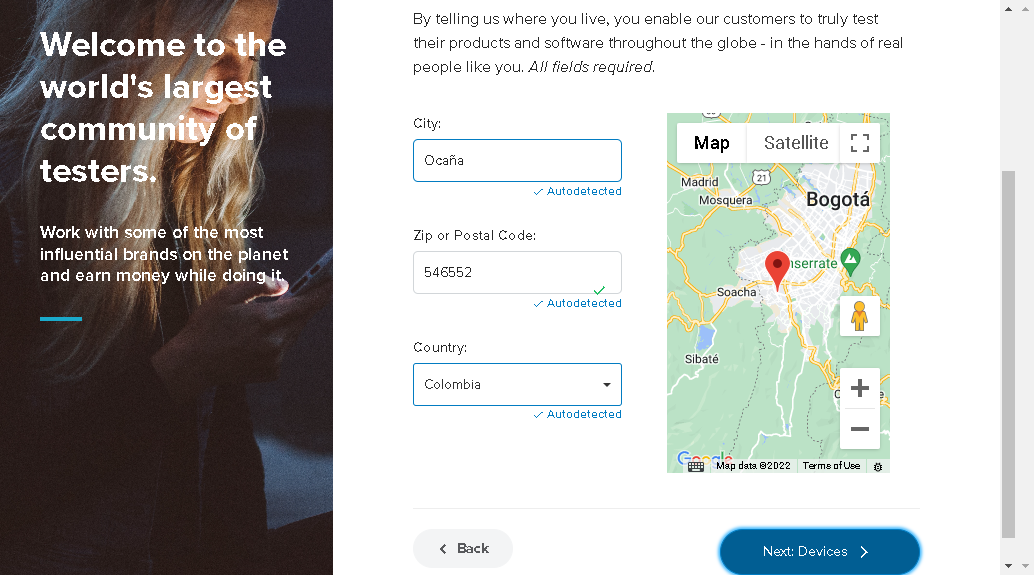 Welcome to the
world's largest
community of
testers.
Work with some of the most
influential brands on the planet
and earn money while doing it.
By telling us where you live, you enable our customers to truly test
their products and software throughout the globe - in the hands of real
people like you. All fields required.
City:
Ocaña
Autodetected
Zip or Postal Code:
546552
Autodetected
Country:
Colombia
Autodetected
Map
Satellite
21
Madrid
Mosquera
Bogotá
nserrate
Soacha
Sibaté
Google
Map data ©2022
Terms of Use
Back
Next: Devices